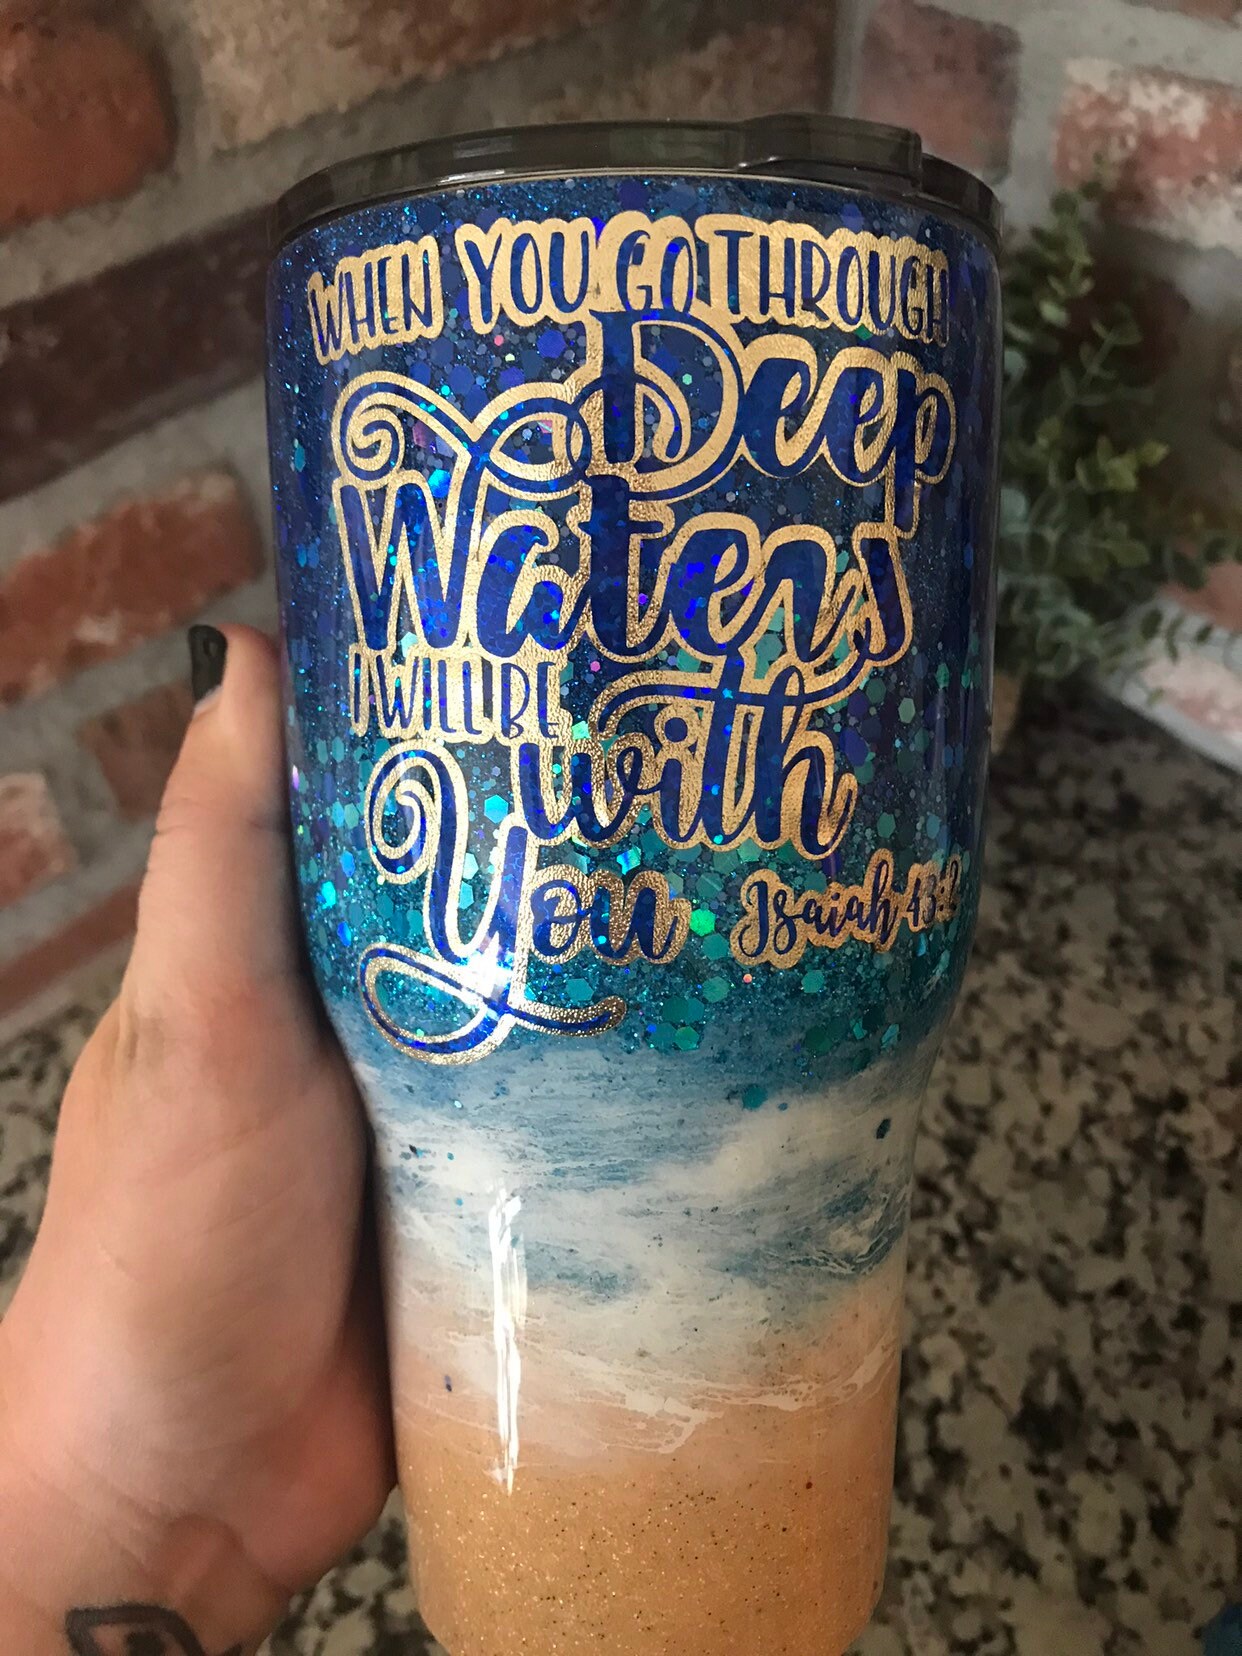 WHEN YOU GO THROUGH
Deep
Waters
I WILL BE
with
You
Isaiah 43:2